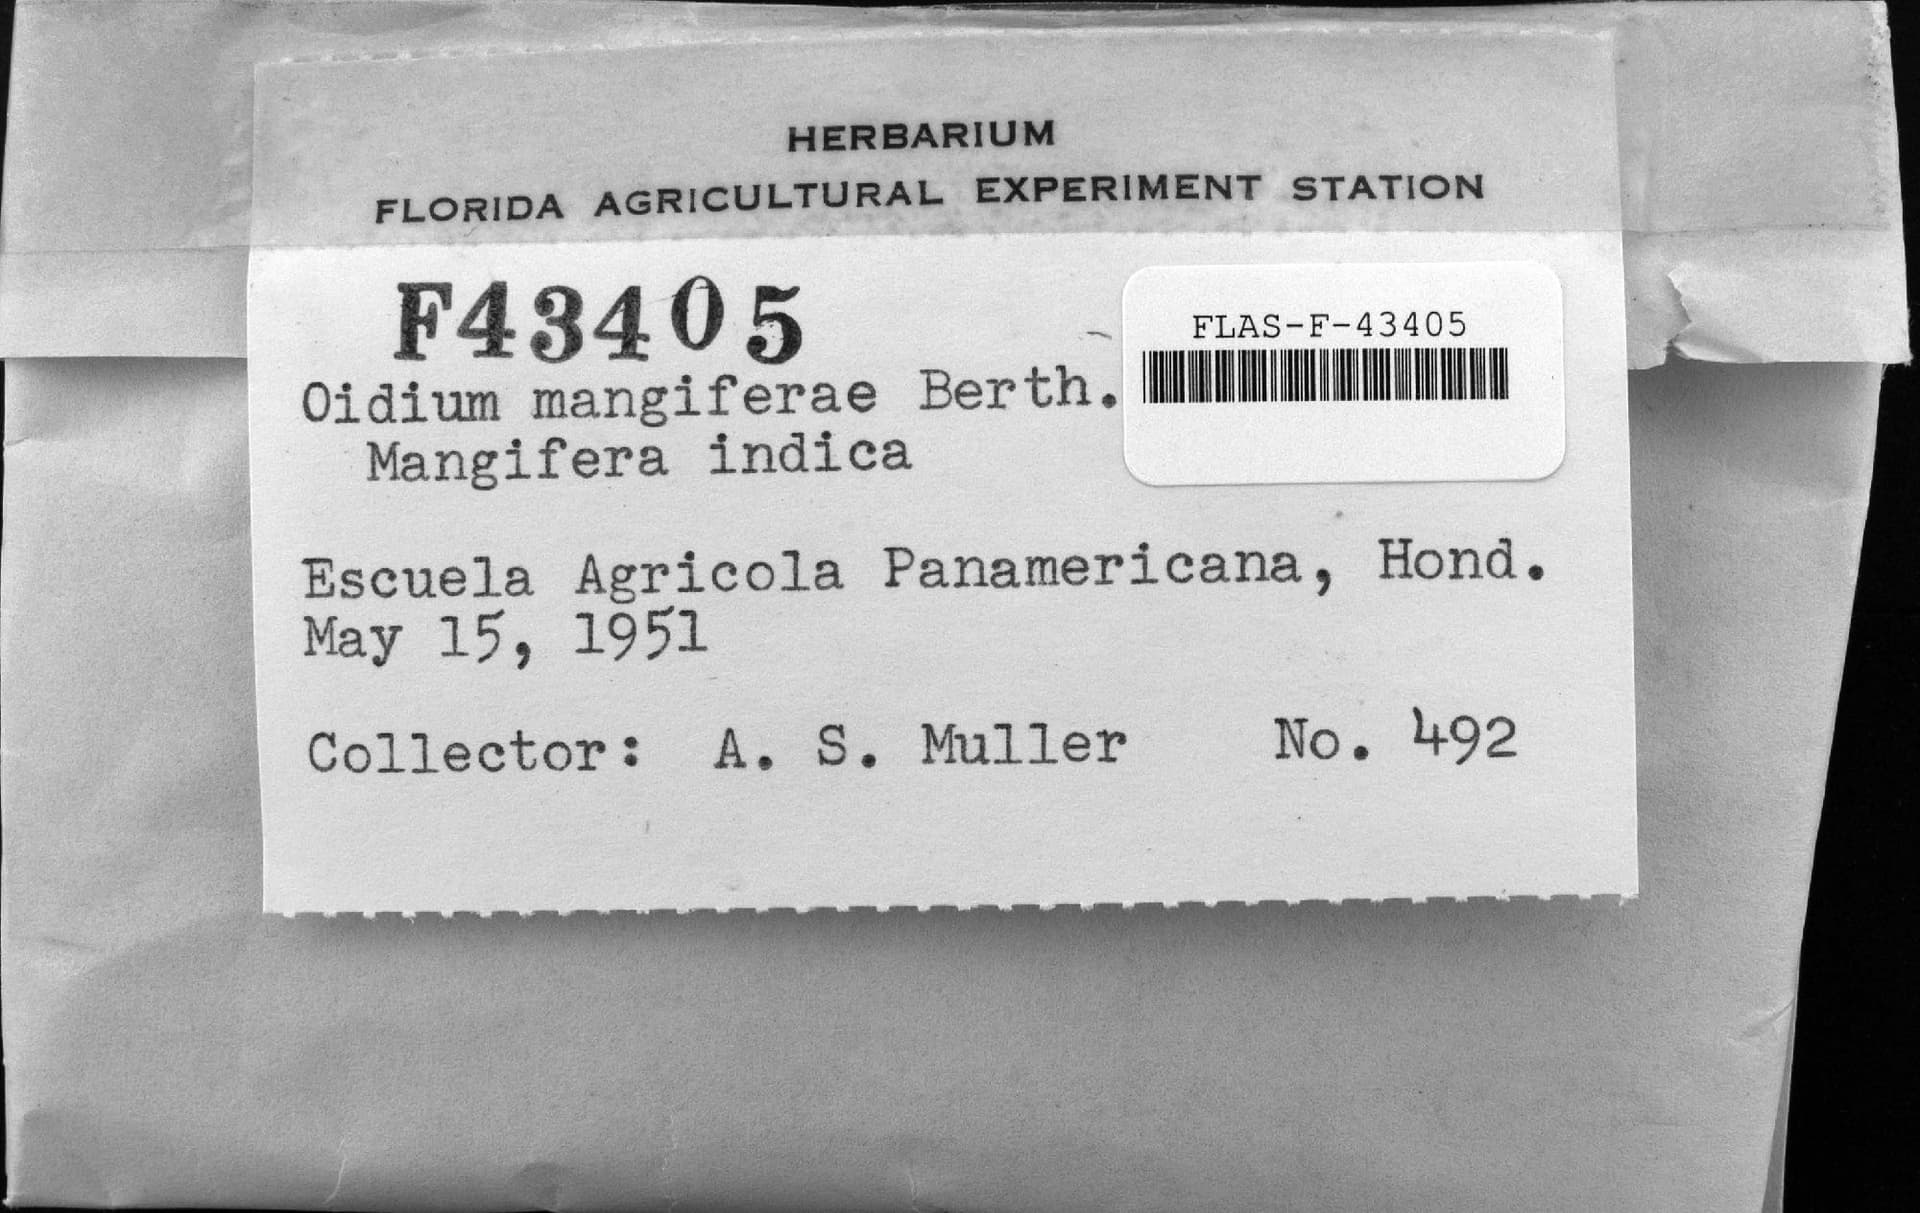 HERBARIUM
FLORIDA AGRICULTURAL EXPERIMENT STATION
F43405
FLAS-F-43405
Oidium mangiferae Berth.
Mangifera indica
Escuela Agricola Panamericana, Hond.
May 15, 1951
Collector: A. S. Muller No. 492